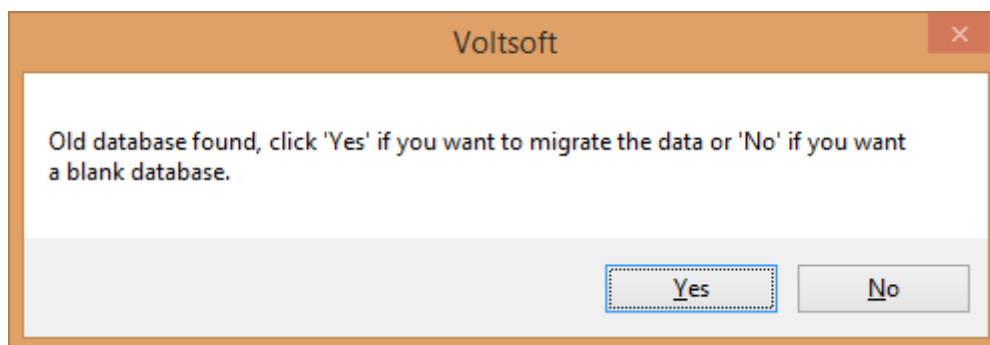 Voltsoft
Old database found, click 'Yes' if you want to migrate the data or 'No' if you want
a blank database.
Yes
No